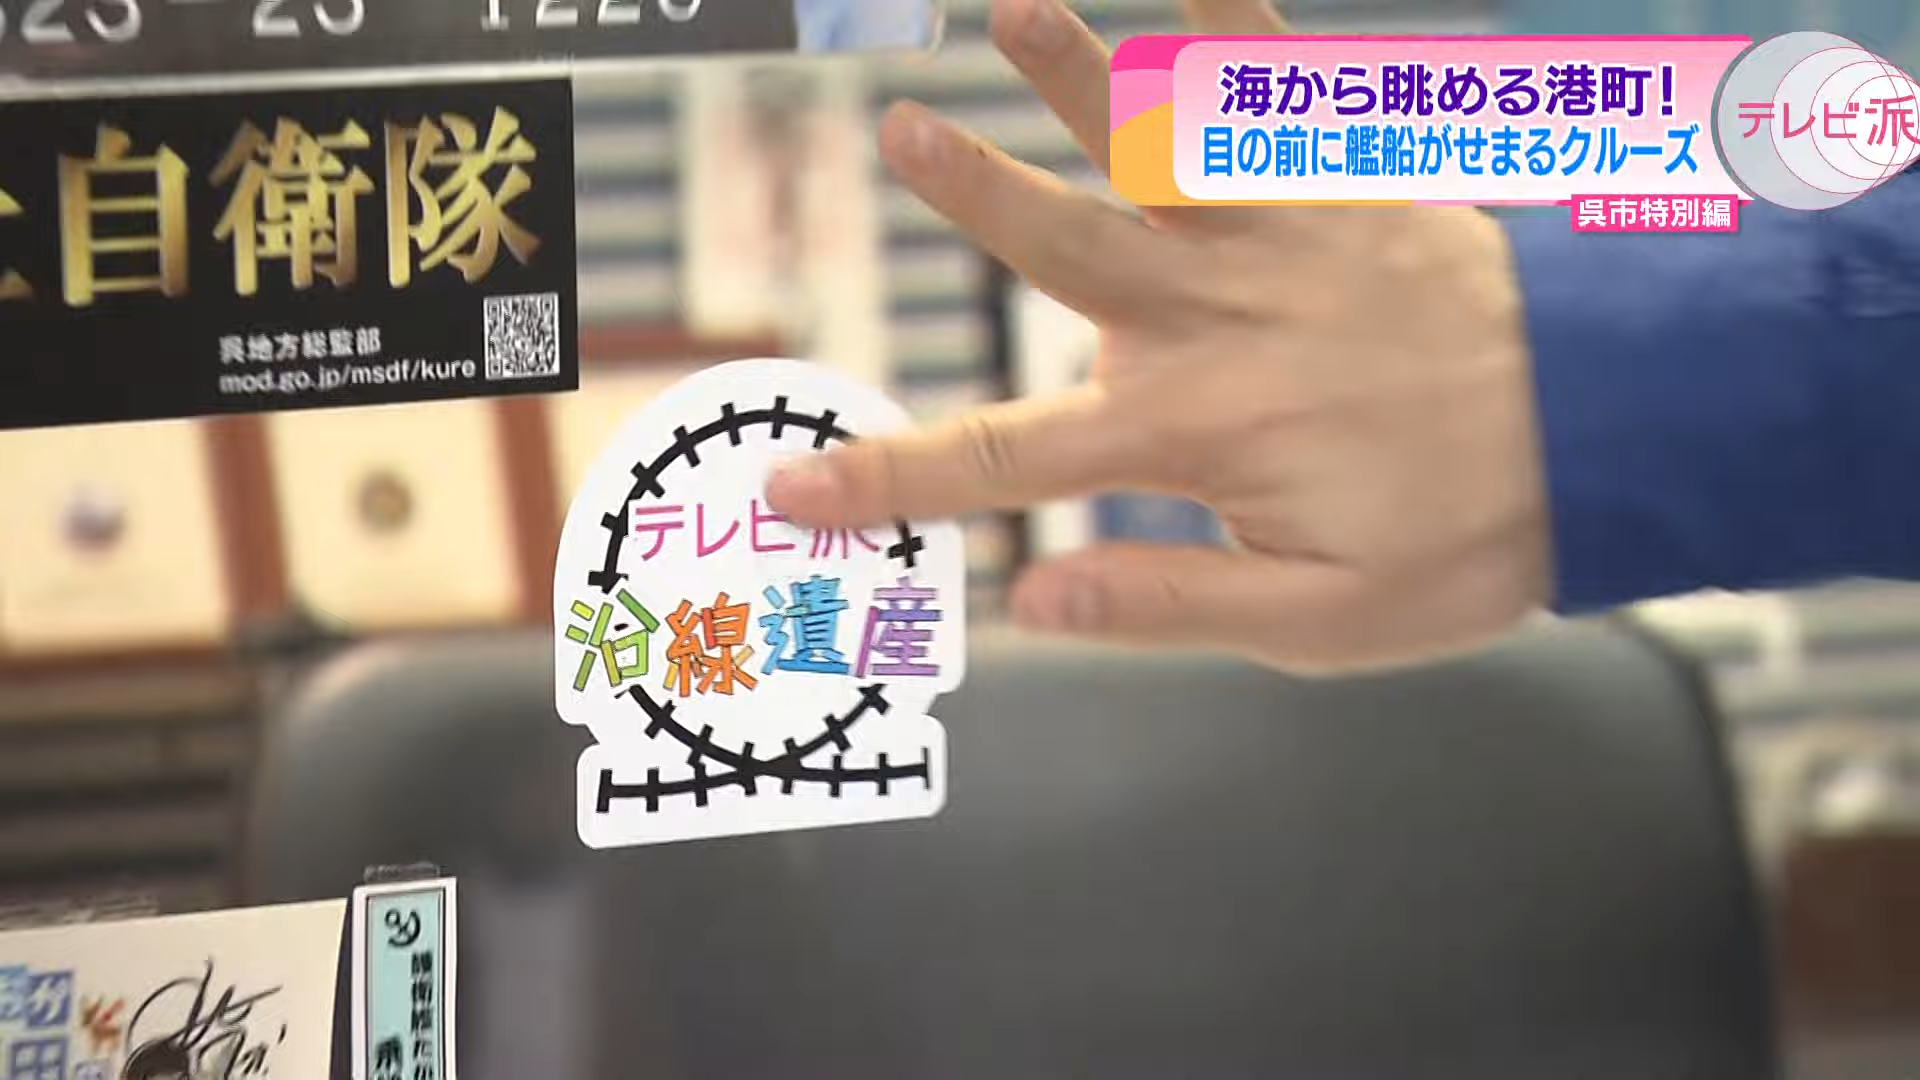 海から眺める港町！
目の前に艦船がせまるクルーズ
呉市特別編
テレビ派
自衛隊
呉地方総監部
mod.go.jp/msdf/kure
テレビ派
沿線遺産